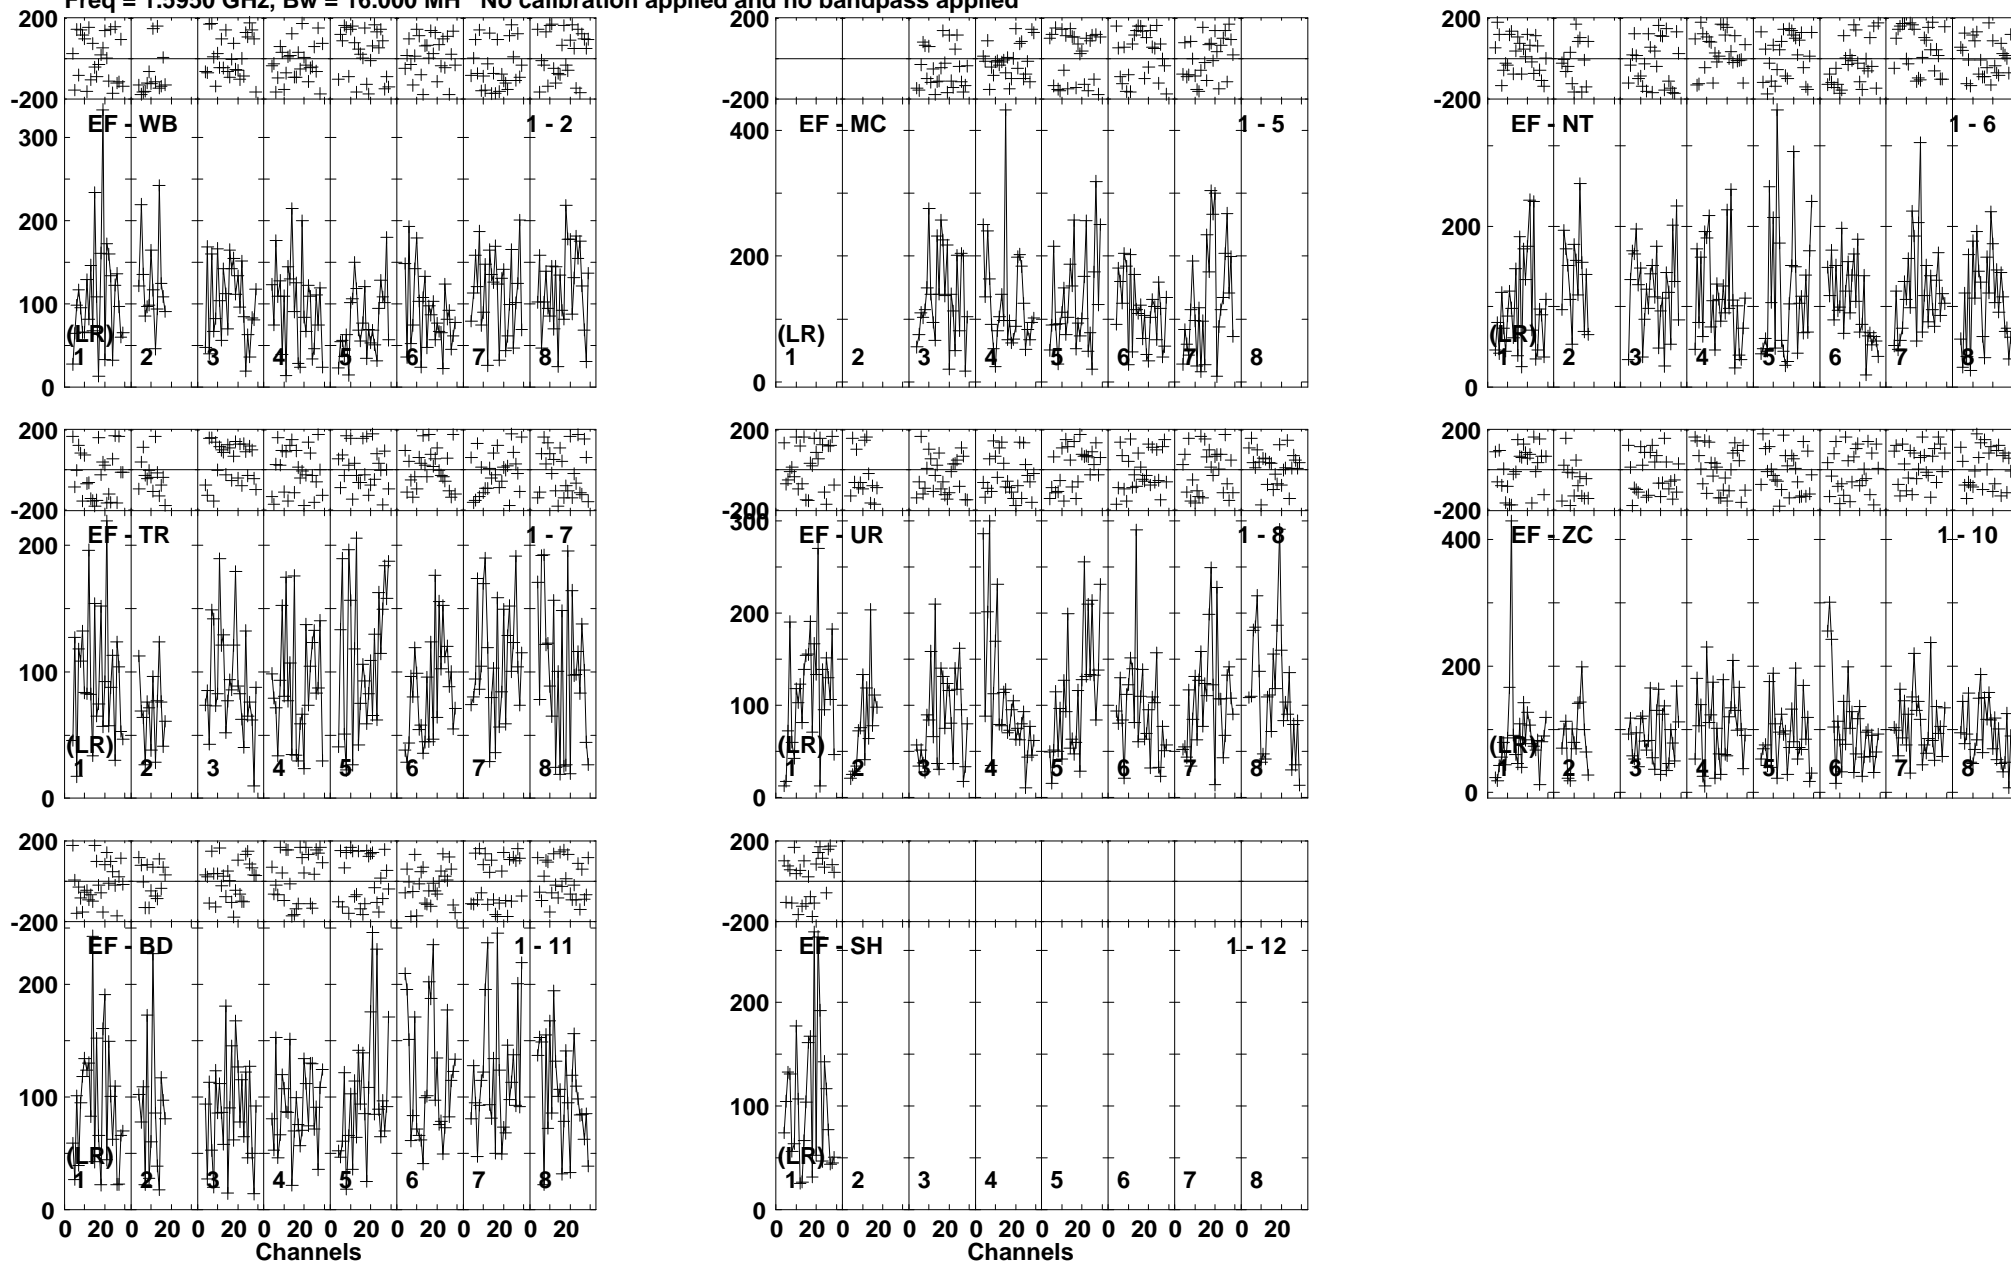 Freq = 1.5950 GHz, Bw = 16.000 MH No calibration applied and no bandpass applied
200
-200
300
200
100
0
EF - WB
1 - 2
(LR)
1 2 3 4 5 6 7 8
400
200
0
EF - MC
1 - 5
(LR)
1 2 3 4 5 6 7 8
200
-200
200
0
EF - NT
1 - 6
(LR)
1 2 3 4 5 6 7 8
200
-200
200
100
0
EF - TR
1 - 7
(LR)
1 2 3 4 5 6 7 8
200
-200
300
200
100
0
EF - UR
1 - 8
(LR)
1 2 3 4 5 6 7 8
200
-200
400
200
0
EF - ZC
1 - 10
(LR)
1 2 3 4 5 6 7 8
200
-200
200
100
0
EF - BD
1 - 11
(LR)
1 2 3 4 5 6 7 8
0 20 0 20 0 20 0 20 0 20 0 20 0 20 0 20
Channels
200
-200
200
100
0
EF - SH
1 - 12
(LR)
1 2 3 4 5 6 7 8
0 20 0 20 0 20 0 20 0 20 0 20 0 20 0 20
Channels